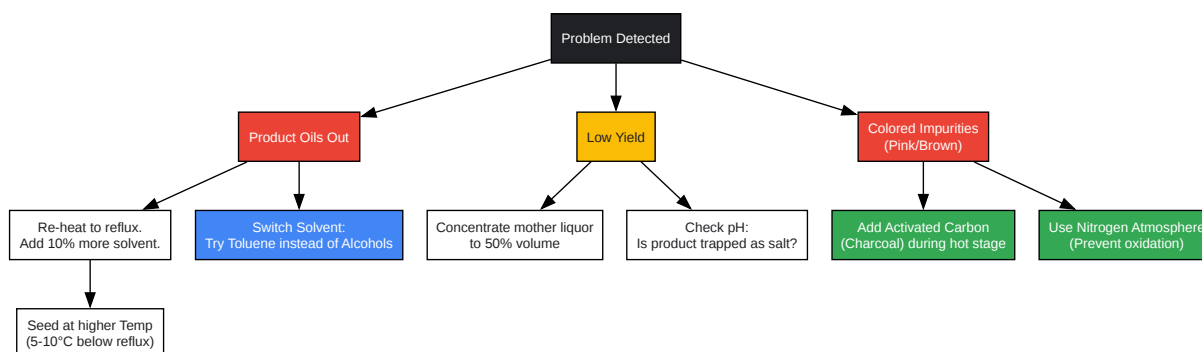 Problem Detected
Product Oils Out
Low Yield
Colored Impurities
(Pink/Brown)
Re-heat to reflux.
Add 10% more solvent.
Switch Solvent:
Try Toluene instead of Alcohols
Concentrate mother liquor
to 50% volume
Check pH:
Is product trapped as salt?
Add Activated Carbon
(Charcoal) during hot stage
Use Nitrogen Atmosphere
(Prevent oxidation)
Seed at higher Temp
(5-10°C below reflux)